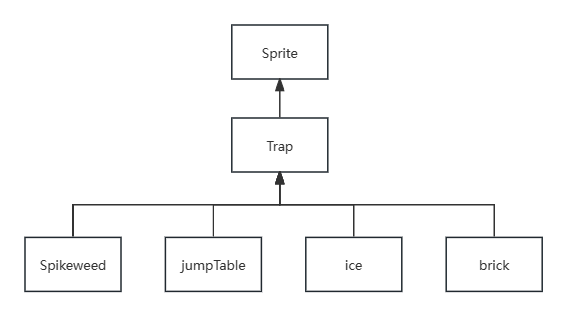 Sprite
Trap
Spikeweed
jumpTable
ice
brick